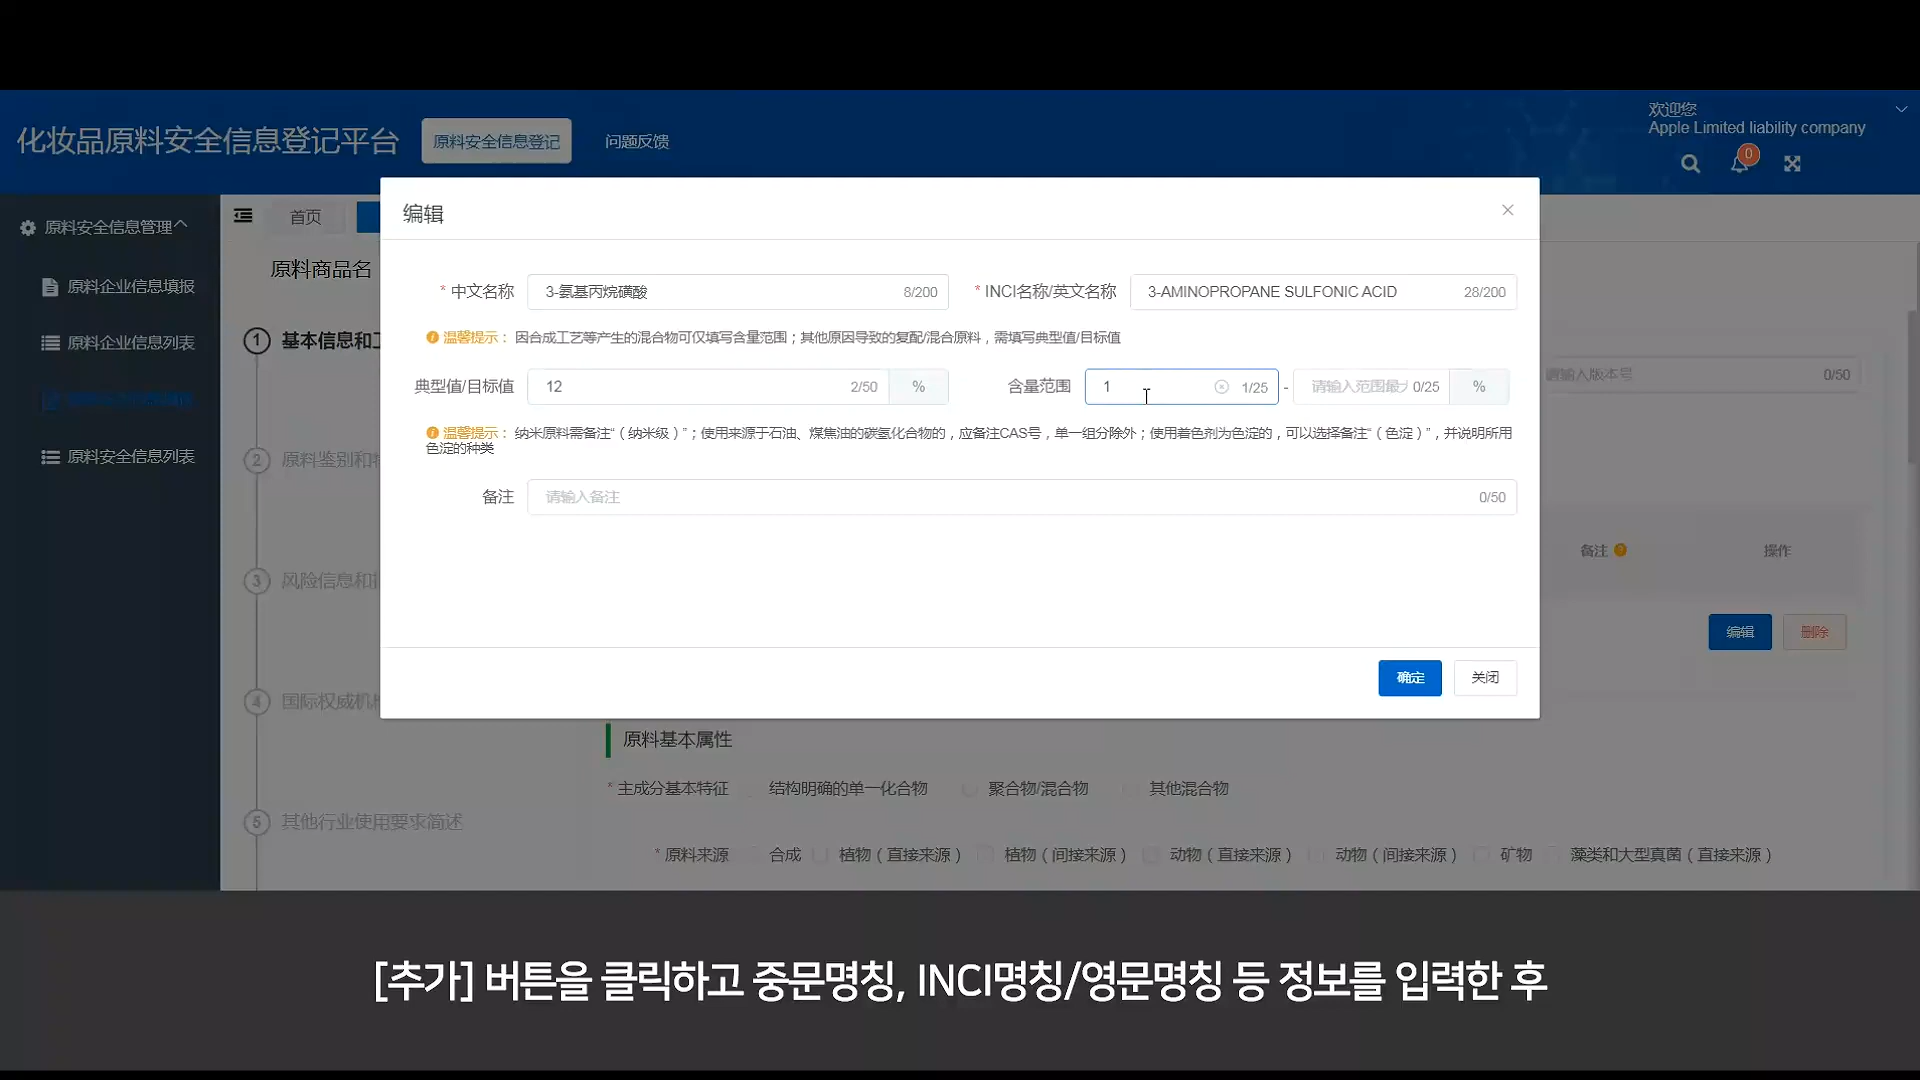 欢迎您
化妆品原料安全信息登记平台 原料安全信息登记 问题反馈
Apple Limited liability company
0
原料安全信息管理
首页
编辑
原料商品名
* 中文名称 3-氨基丙烷磺酸 8/200 * INCI名称/英文名称 3-AMINOPROPANE SULFONIC ACID 28/200
原料企业信息填报
原料企业信息列表
1 基本信息和
温馨提示： 因合成工艺等产生的混合物可仅填写含量范围；其他原因导致的复配/混合原料，需填写典型值/目标值
典型值/目标值 12 2/50 % 含量范围 1 1/25 - 请输入范围最大 0/25 %
请输入版本号 0/50
温馨提示： 纳米原料需备注“（纳米级）”；使用来源于石油、煤焦油的碳氢化合物的，应备注CAS号，单一组分除外；使用着色剂为色淀的，可以选择备注“（色淀）”，并说明所用
色淀的种类
原料安全信息列表
2 原料鉴别和
备注 请输入备注 0/50
备注 操作
3 风险信息和
编辑 删除
确定 关闭
4 国际权威机
原料基本属性
* 主成分基本特征 结构明确的单一化合物 聚合物/混合物 其他混合物
5 其他行业使用要求简述
* 原料来源 合成 植物（直接来源） 植物（间接来源） 动物（直接来源） 动物（间接来源） 矿物 藻类和大型真菌（直接来源）
[추가] 버튼을 클릭하고 중문명칭, INCI명칭/영문명칭 등 정보를 입력한 후